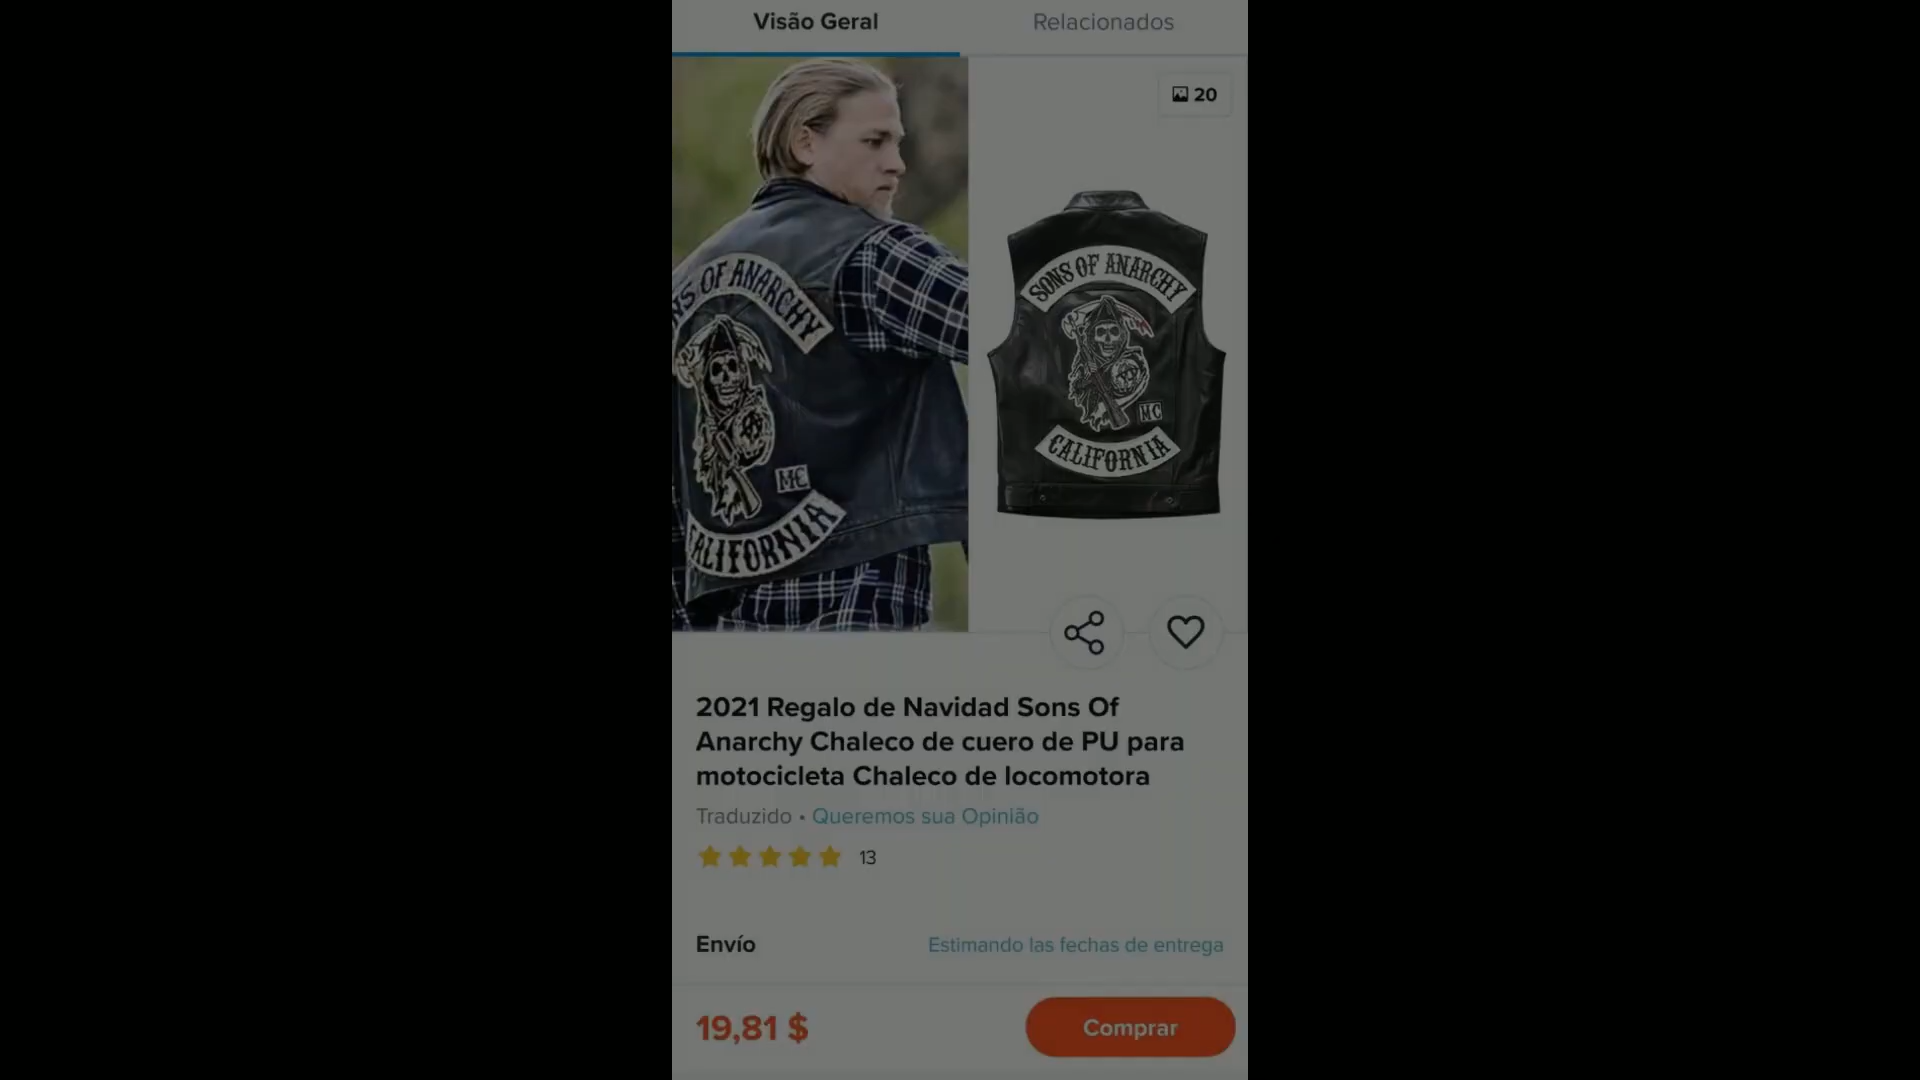 Visão Geral
Relacionados
20
NS OF ANARCHY
MC
ALIFORNIA
SONS OF ANARCHY
MC
CALIFORNIA
2021 Regalo de Navidad Sons Of
Anarchy Chaleco de cuero de PU para
motocicleta Chaleco de locomotora
Traduzido • Queremos sua Opinião
13
Envío
Estimando las fechas de entrega
19,81 $
Comprar